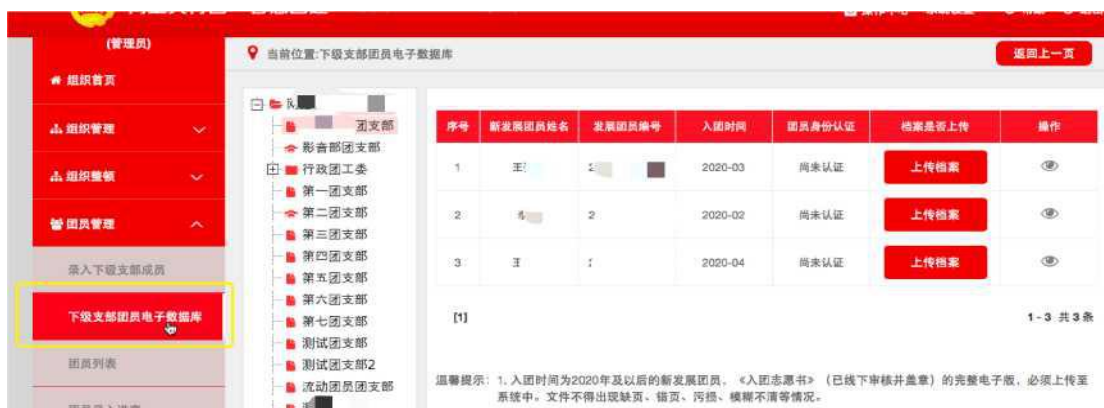 (管理员)
当前位置:下级支部团员电子数据库
返回上一页
组织首页
组织管理
组织整顿
团员管理
录入下级支部成员
下级支部团员电子数据库
团员列表
团支部
影音部团支部
行政团工委
第一团支部
第二团支部
第三团支部
第四团支部
第五团支部
第六团支部
第七团支部
测试团支部
测试团支部2
流动团员团支部
序号 新发展团员姓名 发展团员编号 入团时间 团员身份认证 档案是否上传 操作
1 王 2 2020-03 尚未认证 上传档案
2 2 2020-02 尚未认证 上传档案
3 2020-04 尚未认证 上传档案
[1]
1-3 共3条
温馨提示：1. 入团时间为2020年及以后的新发展团员，《入团志愿书》（已线下审核并盖章）的完整电子版，必须上传至
系统中。文件不得出现缺页、错页、污损、模糊不清等情况。